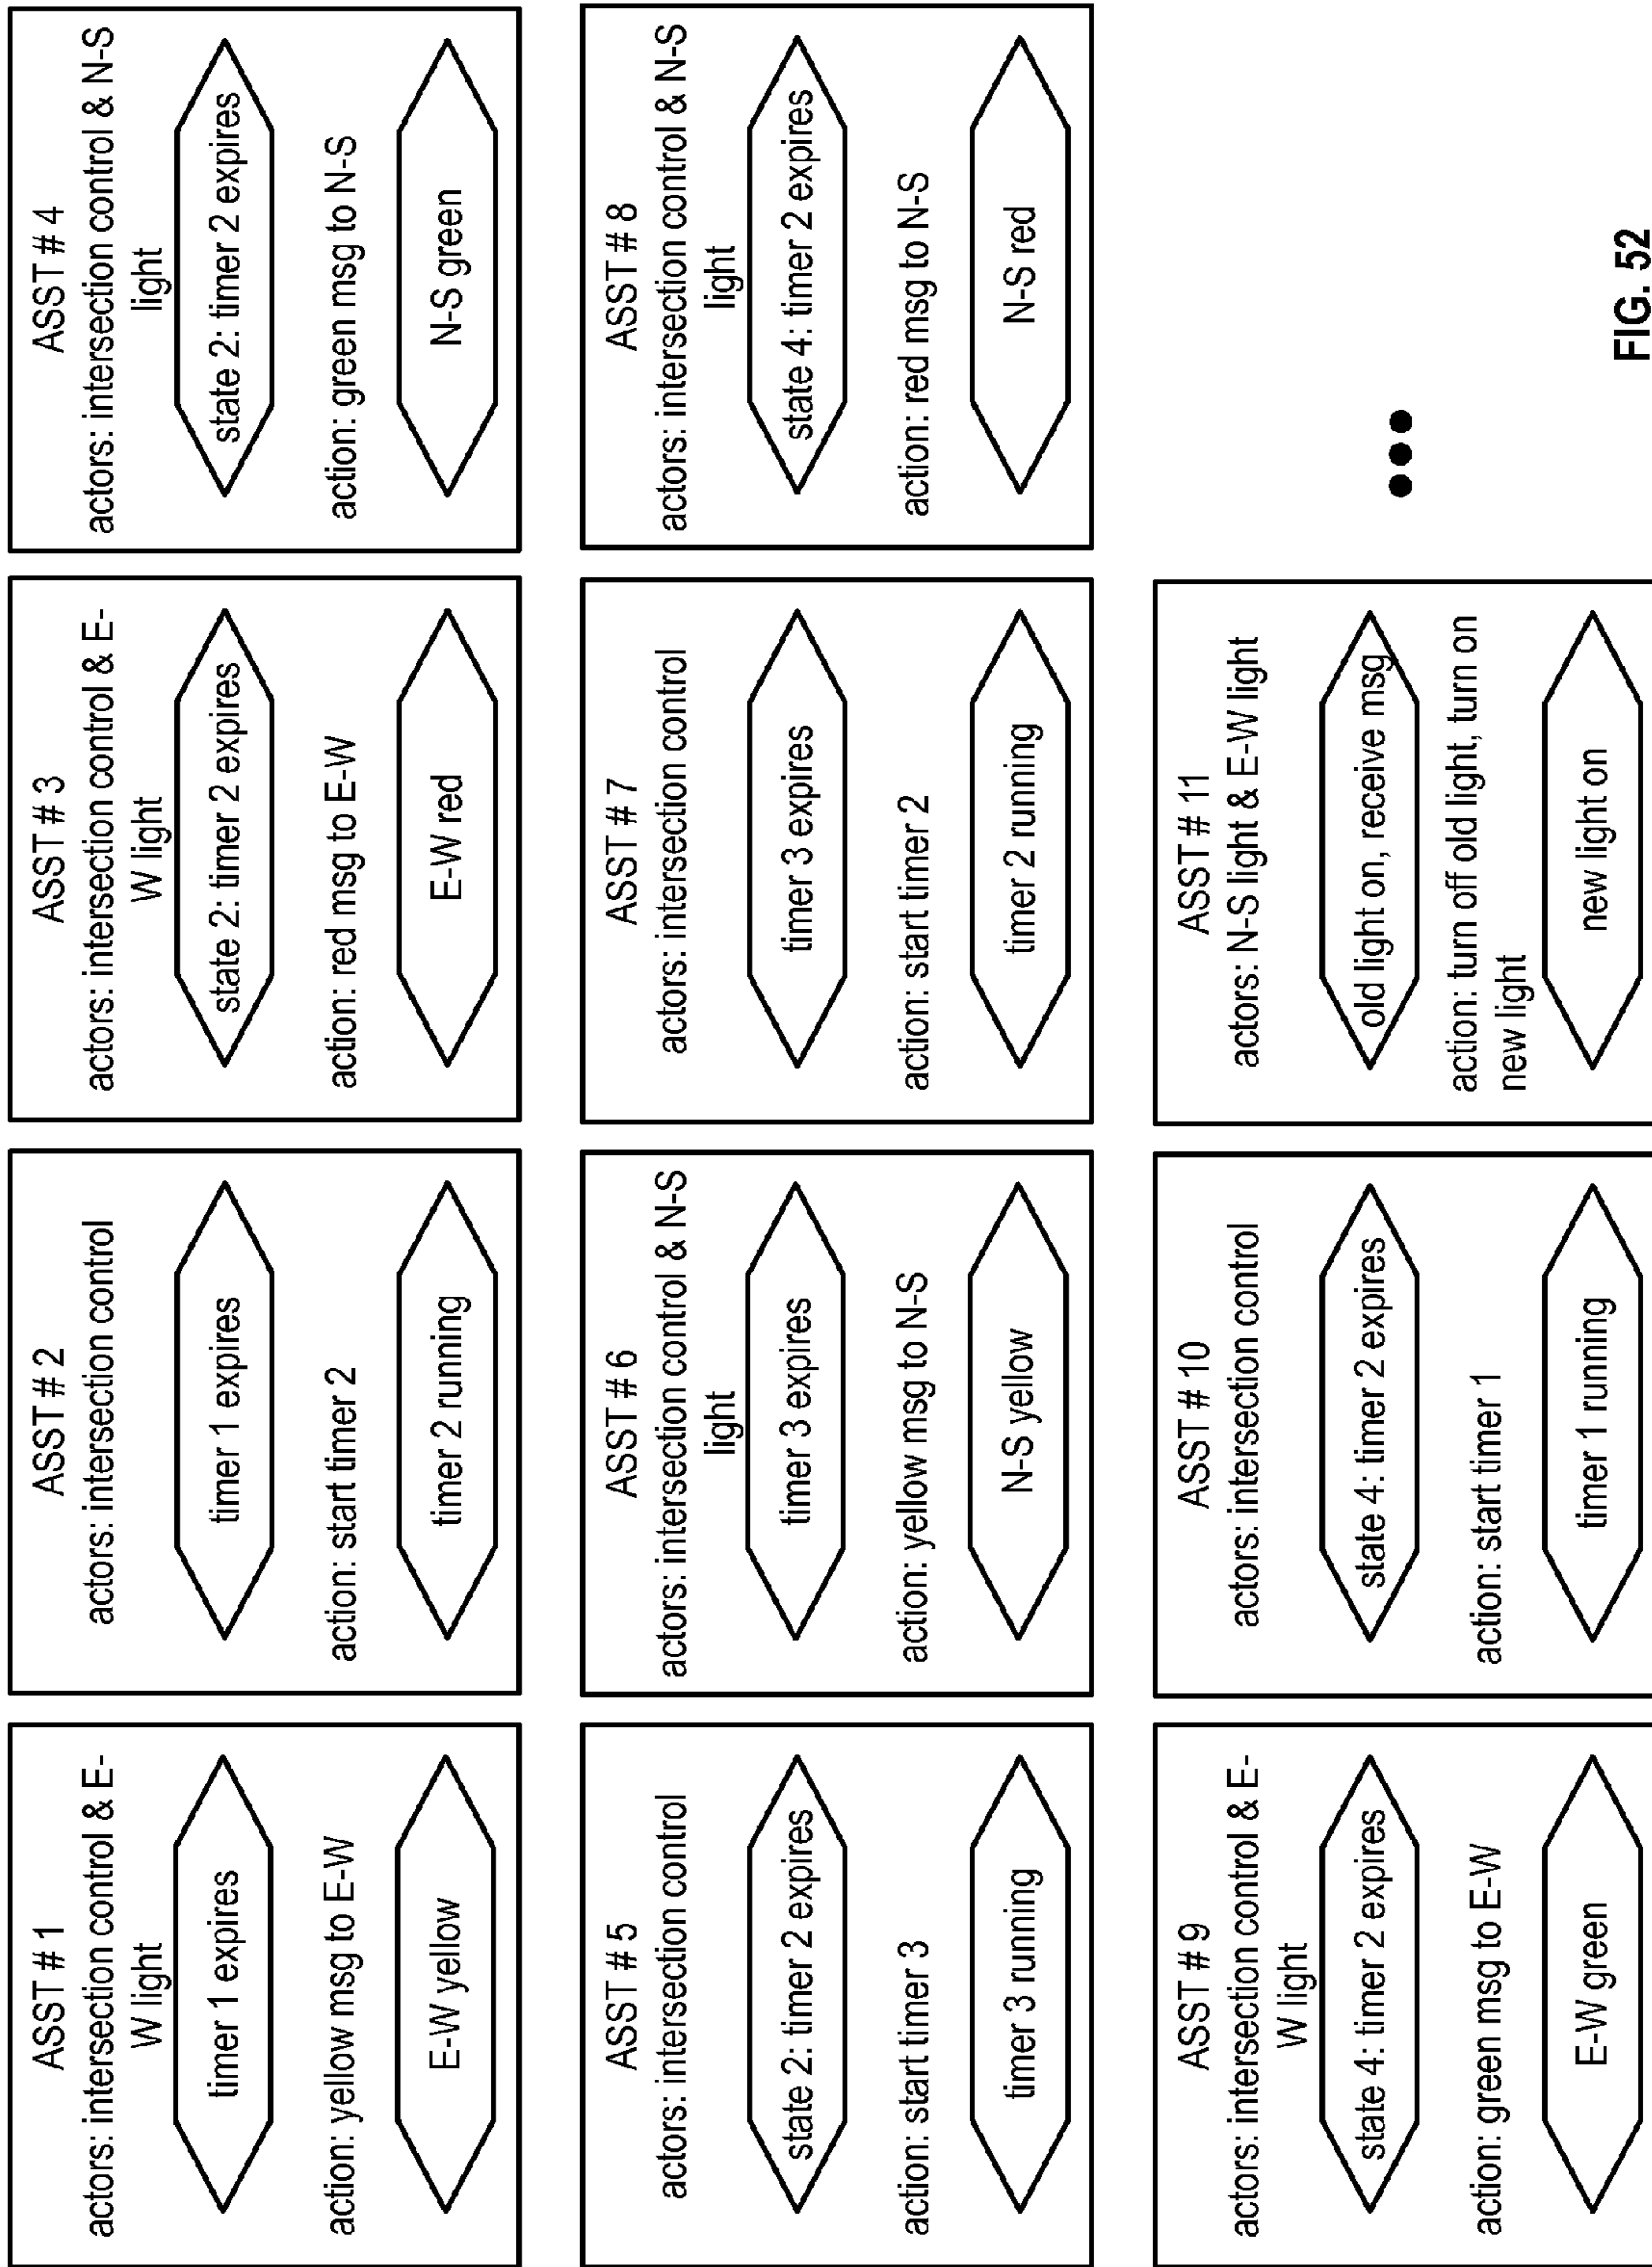 ASST # 1
actors: intersection control & E-
W light
timer 1 expires
action: yellow msg to E-W
E-W yellow
ASST # 2
actors: intersection control
timer 1 expires
action: start timer 2
timer 2 running
ASST # 3
actors: intersection control & E-
W light
state 2: timer 2 expires
action: red msg to E-W
E-W red
ASST # 4
actors: intersection control & N-S
light
state 2: timer 2 expires
action: green msg to N-S
N-S green
ASST # 5
actors: intersection control
state 2: timer 2 expires
action: start timer 3
timer 3 running
ASST # 6
actors: intersection control & N-S
light
timer 3 expires
action: yellow msg to N-S
N-S yellow
ASST # 7
actors: intersection control
timer 3 expires
action: start timer 2
timer 2 running
ASST # 8
actors: intersection control & N-S
light
state 4: timer 2 expires
action: red msg to N-S
N-S red
ASST # 9
actors: intersection control & E-
W light
state 4: timer 2 expires
action: green msg to E-W
E-W green
ASST # 10
actors: intersection control
state 4: timer 2 expires
action: start timer 1
timer 1 running
ASST # 11
actors: N-S light & E-W light
old light on, receive msg
action: turn off old light, turn on
new light
new light on
●●●
FIG. 52